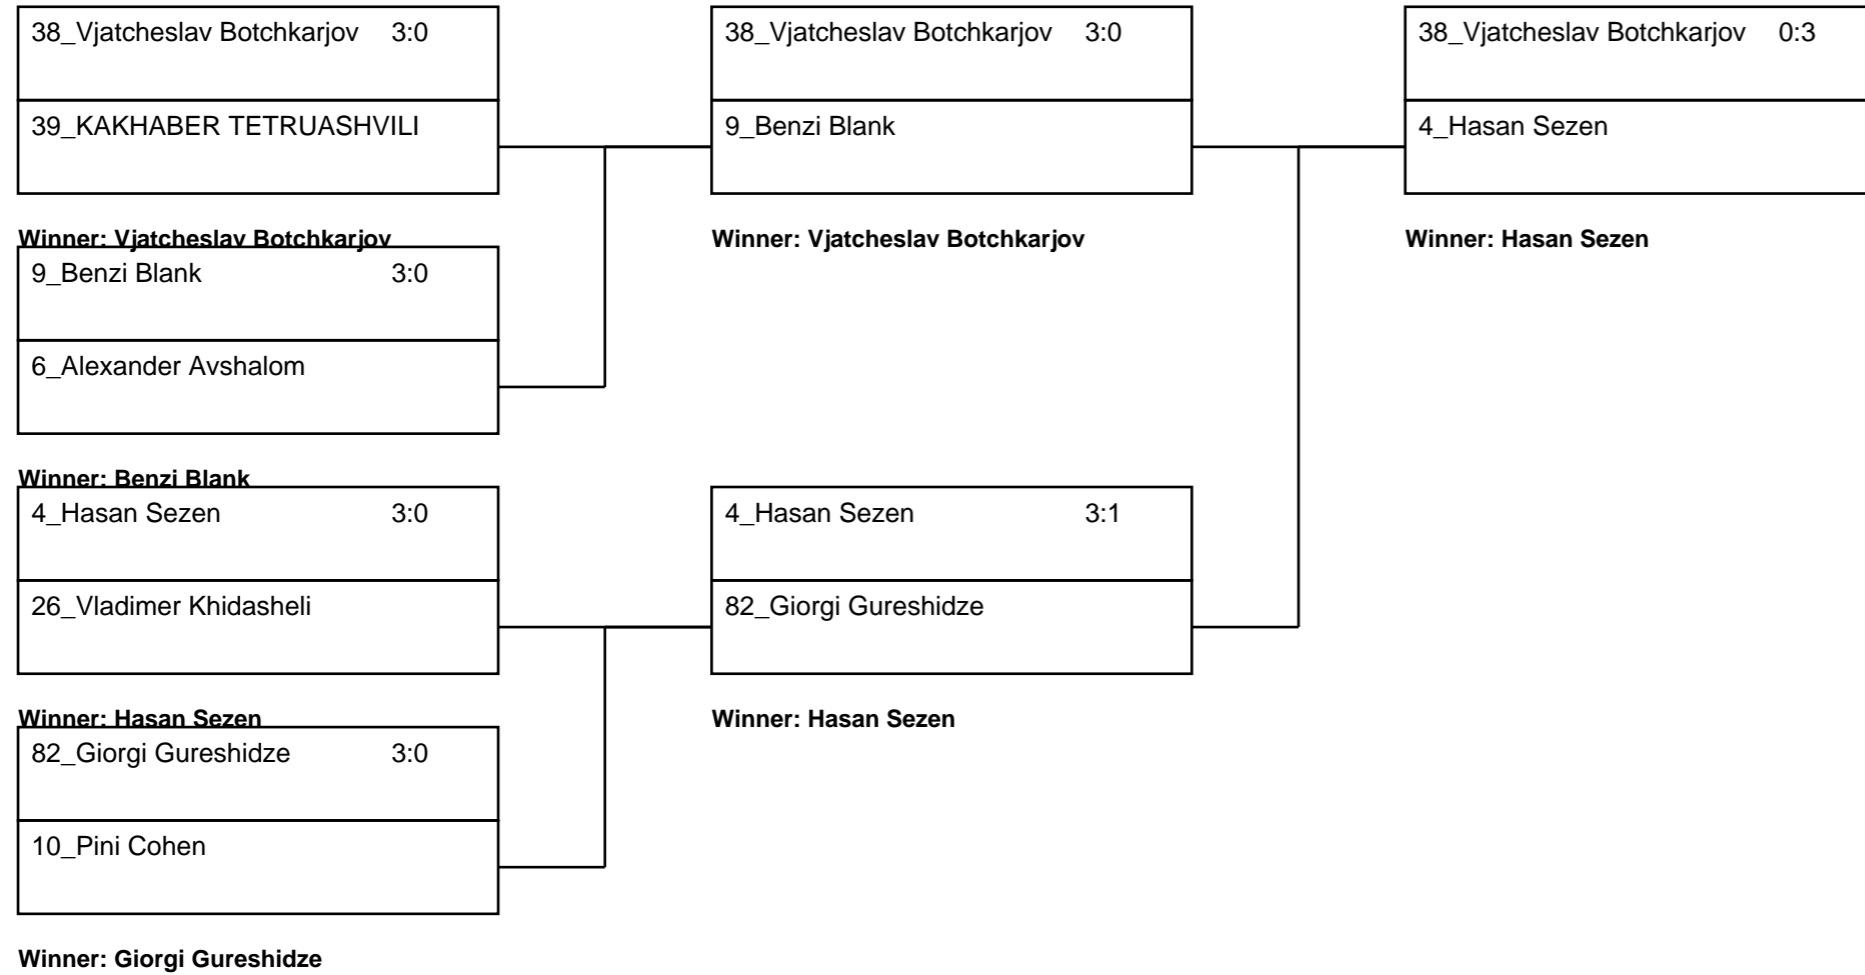 38_Vjatcheslav Botchkarjov 3:0
39_KAKHABER TETRUASHVILI
Winner: Vjatcheslav Botchkarjov
9_Benzi Blank 3:0
6_Alexander Avshalom
Winner: Benzi Blank
4_Hasan Sezen 3:0
26_Vladimer Khidasheli
Winner: Hasan Sezen
82_Giorgi Gureshidze 3:0
10_Pini Cohen
Winner: Giorgi Gureshidze
38_Vjatcheslav Botchkarjov 3:0
9_Benzi Blank
Winner: Vjatcheslav Botchkarjov
4_Hasan Sezen 3:1
82_Giorgi Gureshidze
Winner: Hasan Sezen
38_Vjatcheslav Botchkarjov 0:3
4_Hasan Sezen
Winner: Hasan Sezen